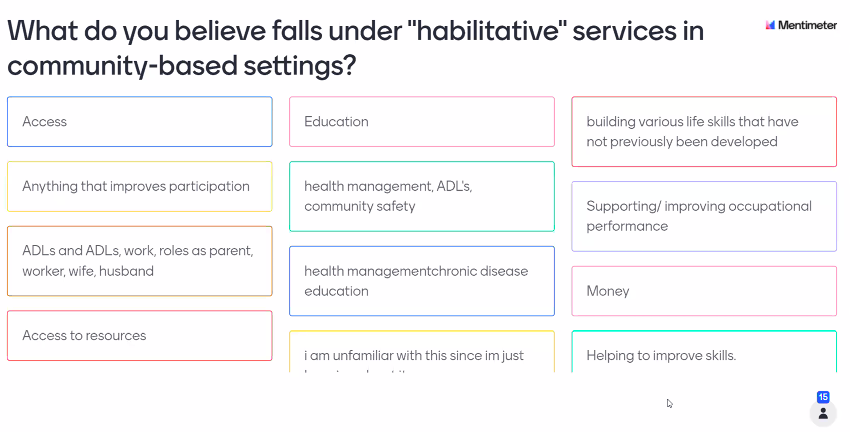 What do you believe falls under "habilitative" services in
community-based settings?
Mentimeter
Access
Anything that improves participation
ADLs and ADLs, work, roles as parent,
worker, wife, husband
Access to resources
Education
health management, ADL's,
community safety
health managementchronic disease
education
i am unfamiliar with this since im just
building various life skills that have
not previously been developed
Supporting/ improving occupational
performance
Money
Helping to improve skills.
15